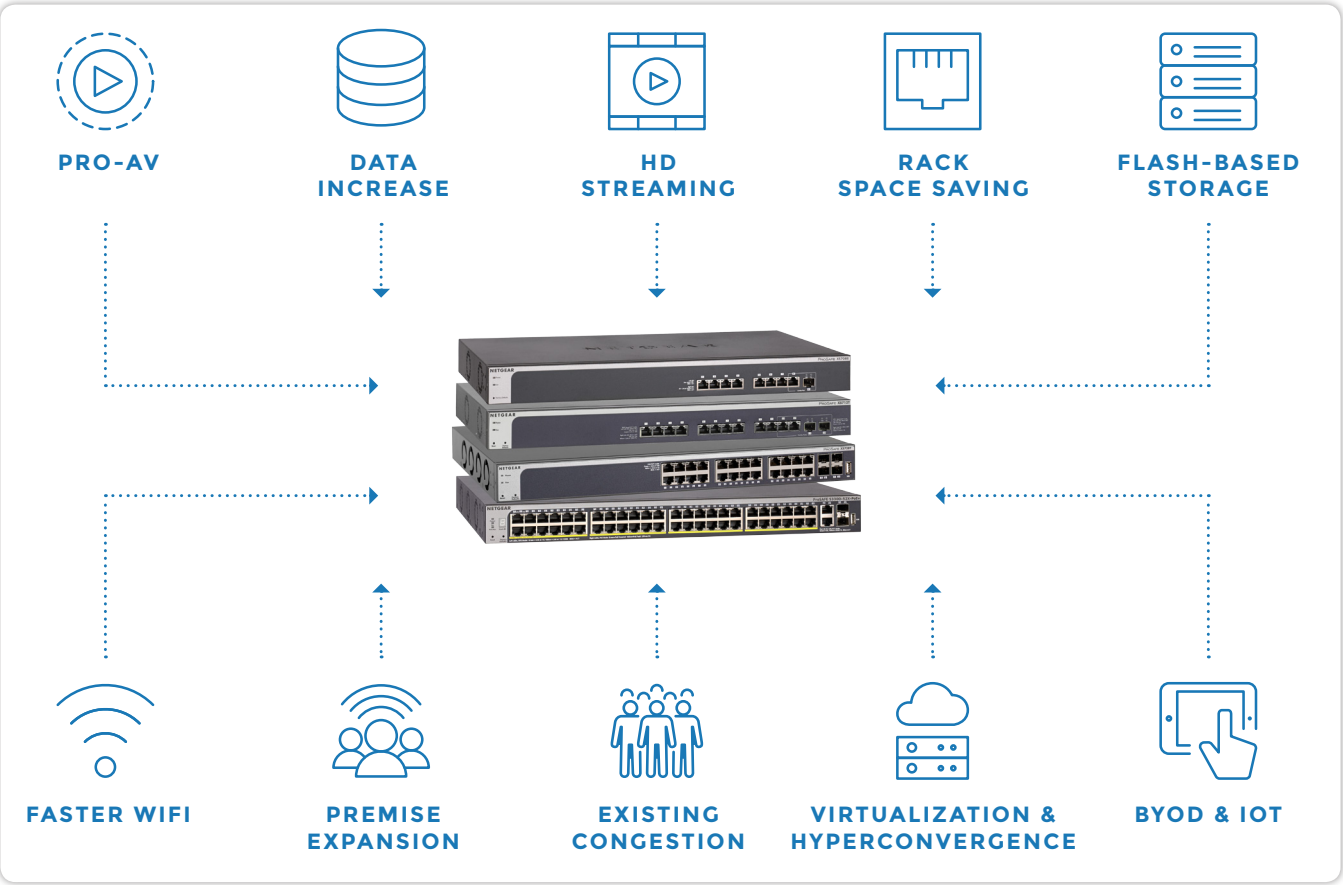 PRO-AV
DATA
INCREASE
HD
STREAMING
RACK
SPACE SAVING
FLASH-BASED
STORAGE
NETGEAR
NETGEAR
NETGEAR
NETGEAR
FASTER WIFI
PREMISE
EXPANSION
EXISTING
CONGESTION
VIRTUALIZATION &
HYPERCONVERGENCE
BYOD & IOT